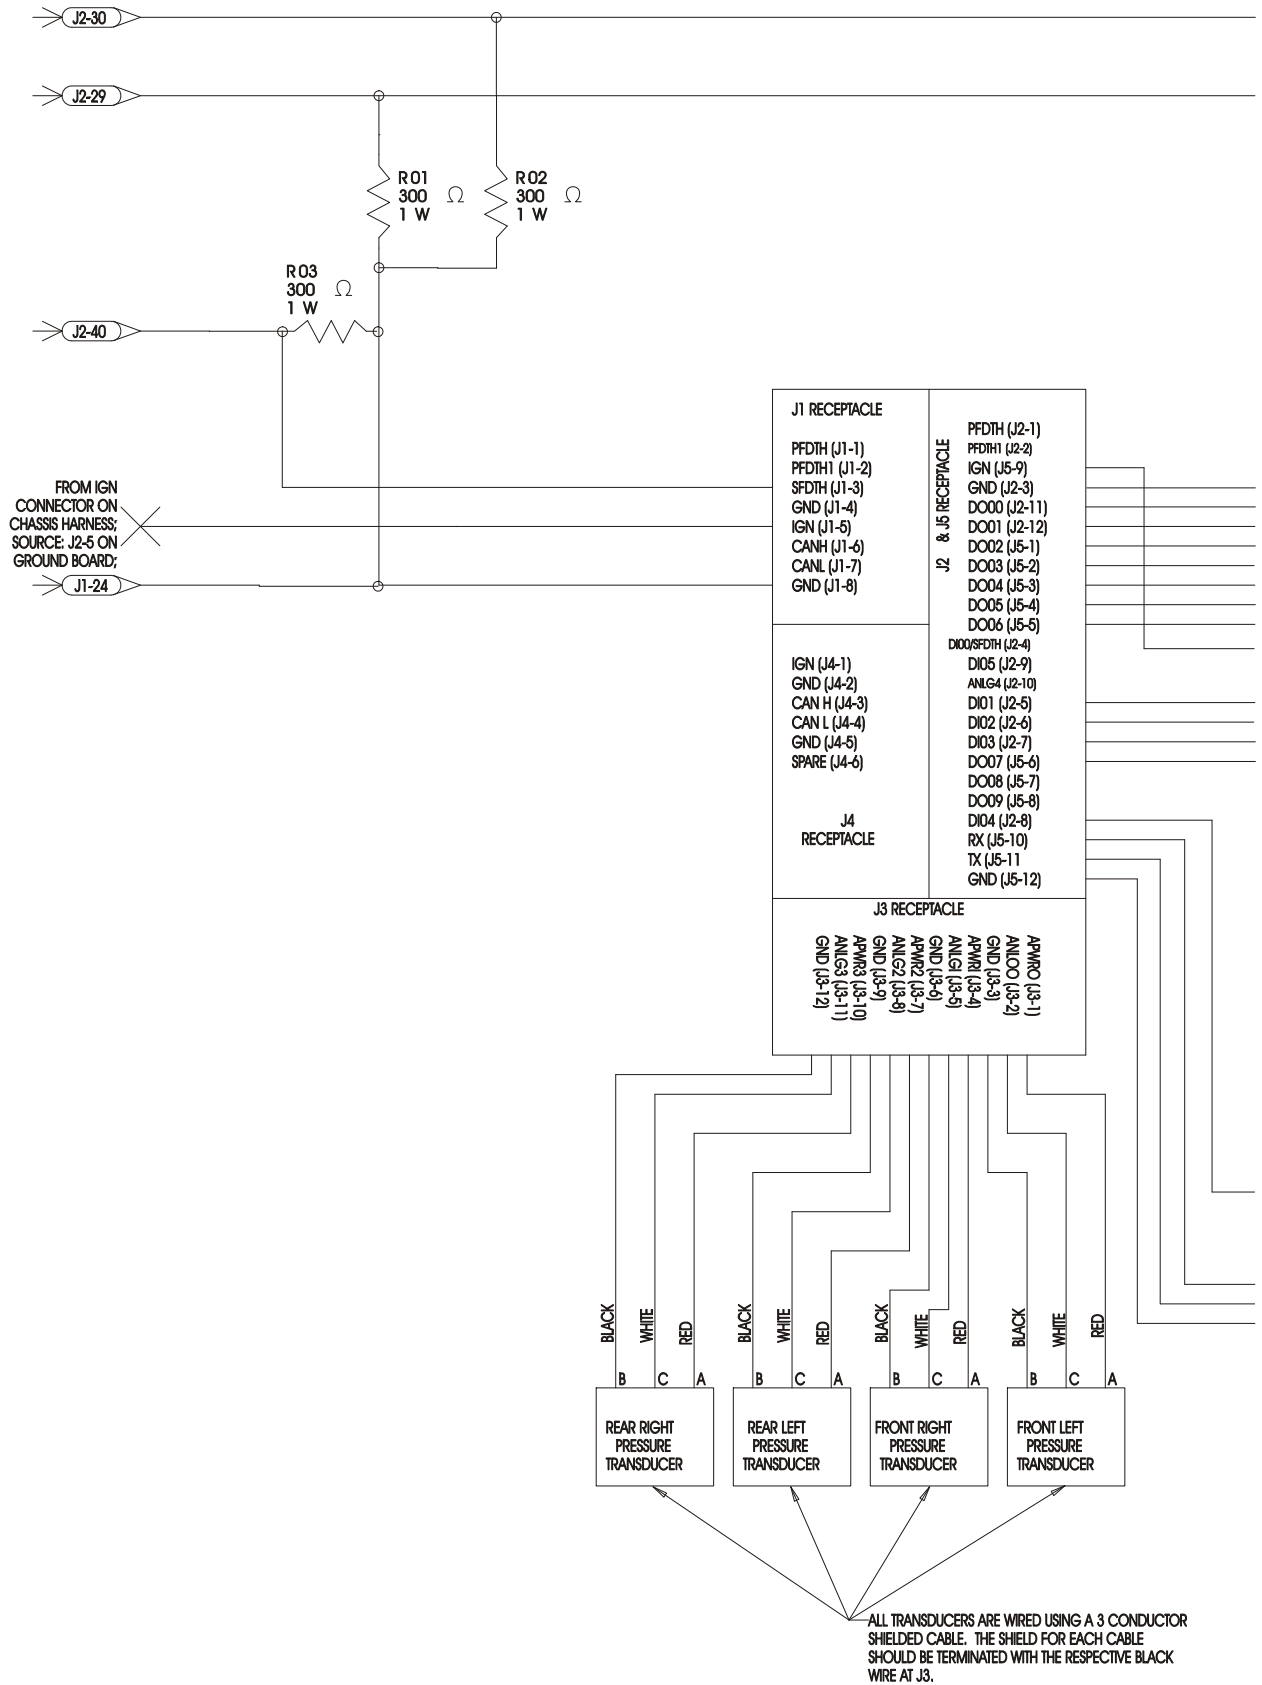 J2-30
J2-29
R01
300 Ω
1 W
R02
300 Ω
1 W
R03
300 Ω
1 W
J2-40
FROM IGN
CONNECTOR ON
CHASSIS HARNESS;
SOURCE: J2-5 ON
GROUND BOARD;
J1-24
J1 RECEPTACLE
PFDTH (J1-1)
PFDTH1 (J1-2)
SFDTH (J1-3)
GND (J1-4)
IGN (J1-5)
CANH (J1-6)
CANL (J1-7)
GND (J1-8)
IGN (J4-1)
GND (J4-2)
CAN H (J4-3)
CAN L (J4-4)
GND (J4-5)
SPARE (J4-6)
J4
RECEPTACLE
J2 & J5 RECEPTACLE
PFDTH (J2-1)
PFDTH1 (J2-2)
IGN (J5-9)
GND (J2-3)
DO00 (J2-11)
DO01 (J2-12)
DO02 (J5-1)
DO03 (J5-2)
DO04 (J5-3)
DO05 (J5-4)
DO06 (J5-5)
DI00/SFDTH (J2-4)
DI05 (J2-9)
ANLG4 (J2-10)
DI01 (J2-5)
DI02 (J2-6)
DI03 (J2-7)
DO07 (J5-6)
DO08 (J5-7)
DO09 (J5-8)
DI04 (J2-8)
RX (J5-10)
TX (J5-11
GND (J5-12)
J3 RECEPTACLE
GND (J3-12)
ANLG3 (J3-11)
APWR3 (J3-10)
GND (J3-9)
ANLG2 (J3-8)
APWR2 (J3-7)
GND (J3-6)
ANLGI (J3-5)
APWRI (J3-4)
GND (J3-3)
ANLOO (J3-2)
APWRO (J3-1)
BLACK
WHITE
RED
BLACK
WHITE
RED
BLACK
WHITE
RED
BLACK
WHITE
RED
B C A
B C A
B C A
B C A
REAR RIGHT
PRESSURE
TRANSDUCER
REAR LEFT
PRESSURE
TRANSDUCER
FRONT RIGHT
PRESSURE
TRANSDUCER
FRONT LEFT
PRESSURE
TRANSDUCER
ALL TRANSDUCERS ARE WIRED USING A 3 CONDUCTOR
SHIELDED CABLE. THE SHIELD FOR EACH CABLE
SHOULD BE TERMINATED WITH THE RESPECTIVE BLACK
WIRE AT J3.